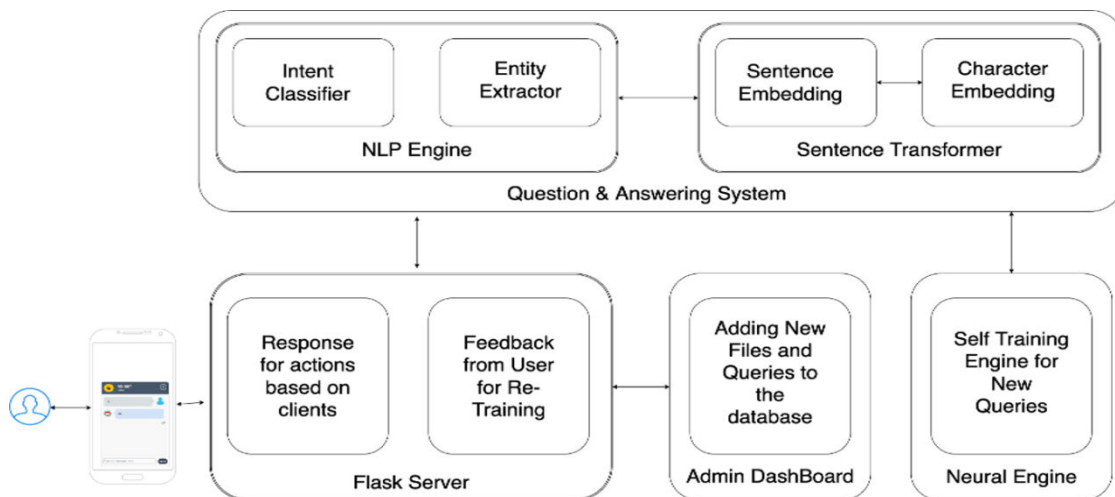 Intent
Classifier
Entity
Extractor
NLP Engine
Sentence
Embedding
Character
Embedding
Sentence Transformer
Question & Answering System
Response
for actions
based on
clients
Feedback
from User
for Re-
Training
Flask Server
Adding New
Files and
Queries to
the
database
Admin DashBoard
Self Training
Engine for
New
Queries
Neural Engine